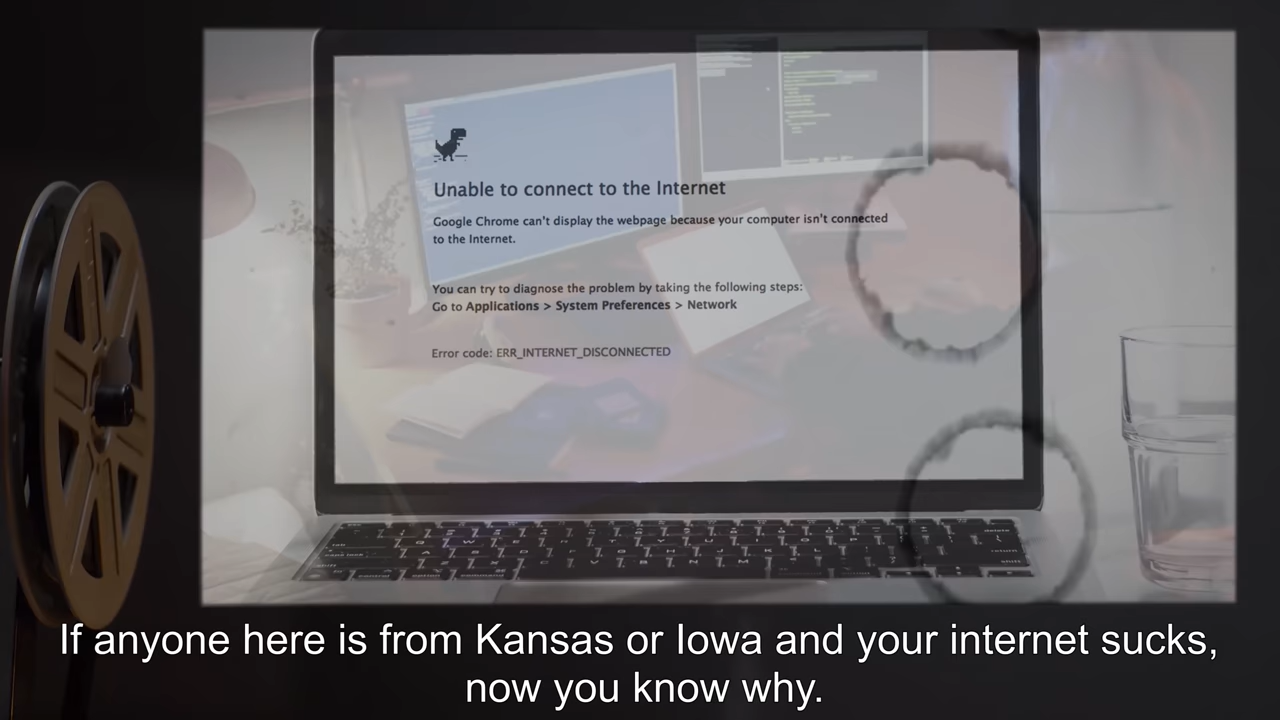 Unable to connect to the Internet
Google Chrome can't display the webpage because your computer isn't connected
to the Internet.
You can try to diagnose the problem by taking the following steps:
Go to Applications > System Preferences > Network
Error code: ERR_INTERNET_DISCONNECTED
If anyone here is from Kansas or Iowa and your internet sucks,
now you know why.